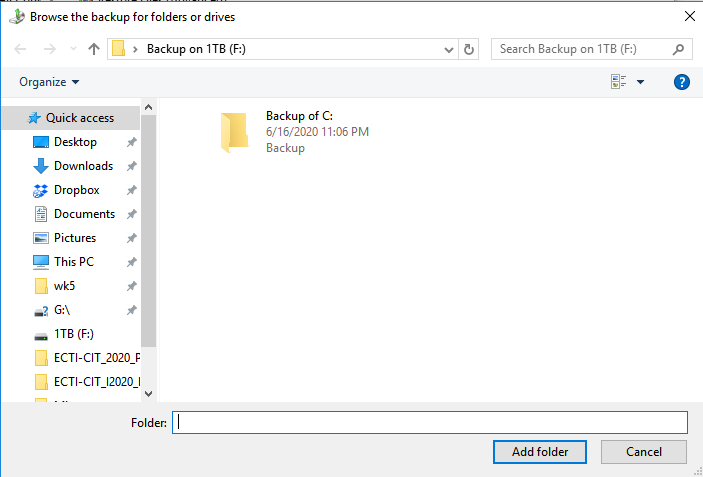 Browse the backup for folders or drives
Backup on 1TB (F:)
Search Backup on 1TB (F:)
Organize
?
Quick access
Desktop
Downloads
Dropbox
Documents
Pictures
This PC
wk5
G:\
1TB (F:)
ECTI-CIT_2020_P
ECTI-CIT_I2020_
Backup of C:
6/16/2020 11:06 PM
Backup
Folder:
Add folder
Cancel